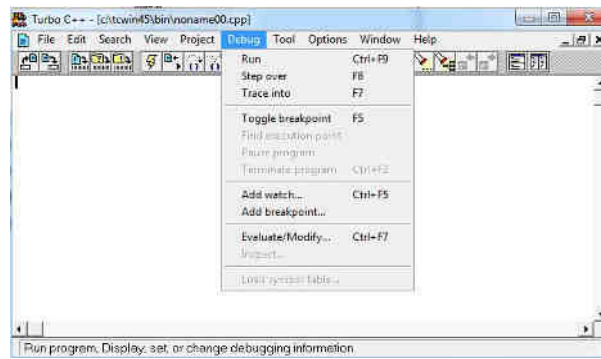 Turbo C++ - [c:\tcwin45\bin\noname00.cpp]
File Edit Search View Project Debug Tool Options Window Help
Run Ctrl+F9
Step over F8
Trace into F7
Toggle breakpoint F5
Find execution point
Pause program
Terminate program Ctrl+F2
Add watch... Ctrl+F5
Add breakpoint...
Evaluate/Modify... Ctrl+F7
Inspect...
Load symbol table...
Run program, Display, set, or change debugging information